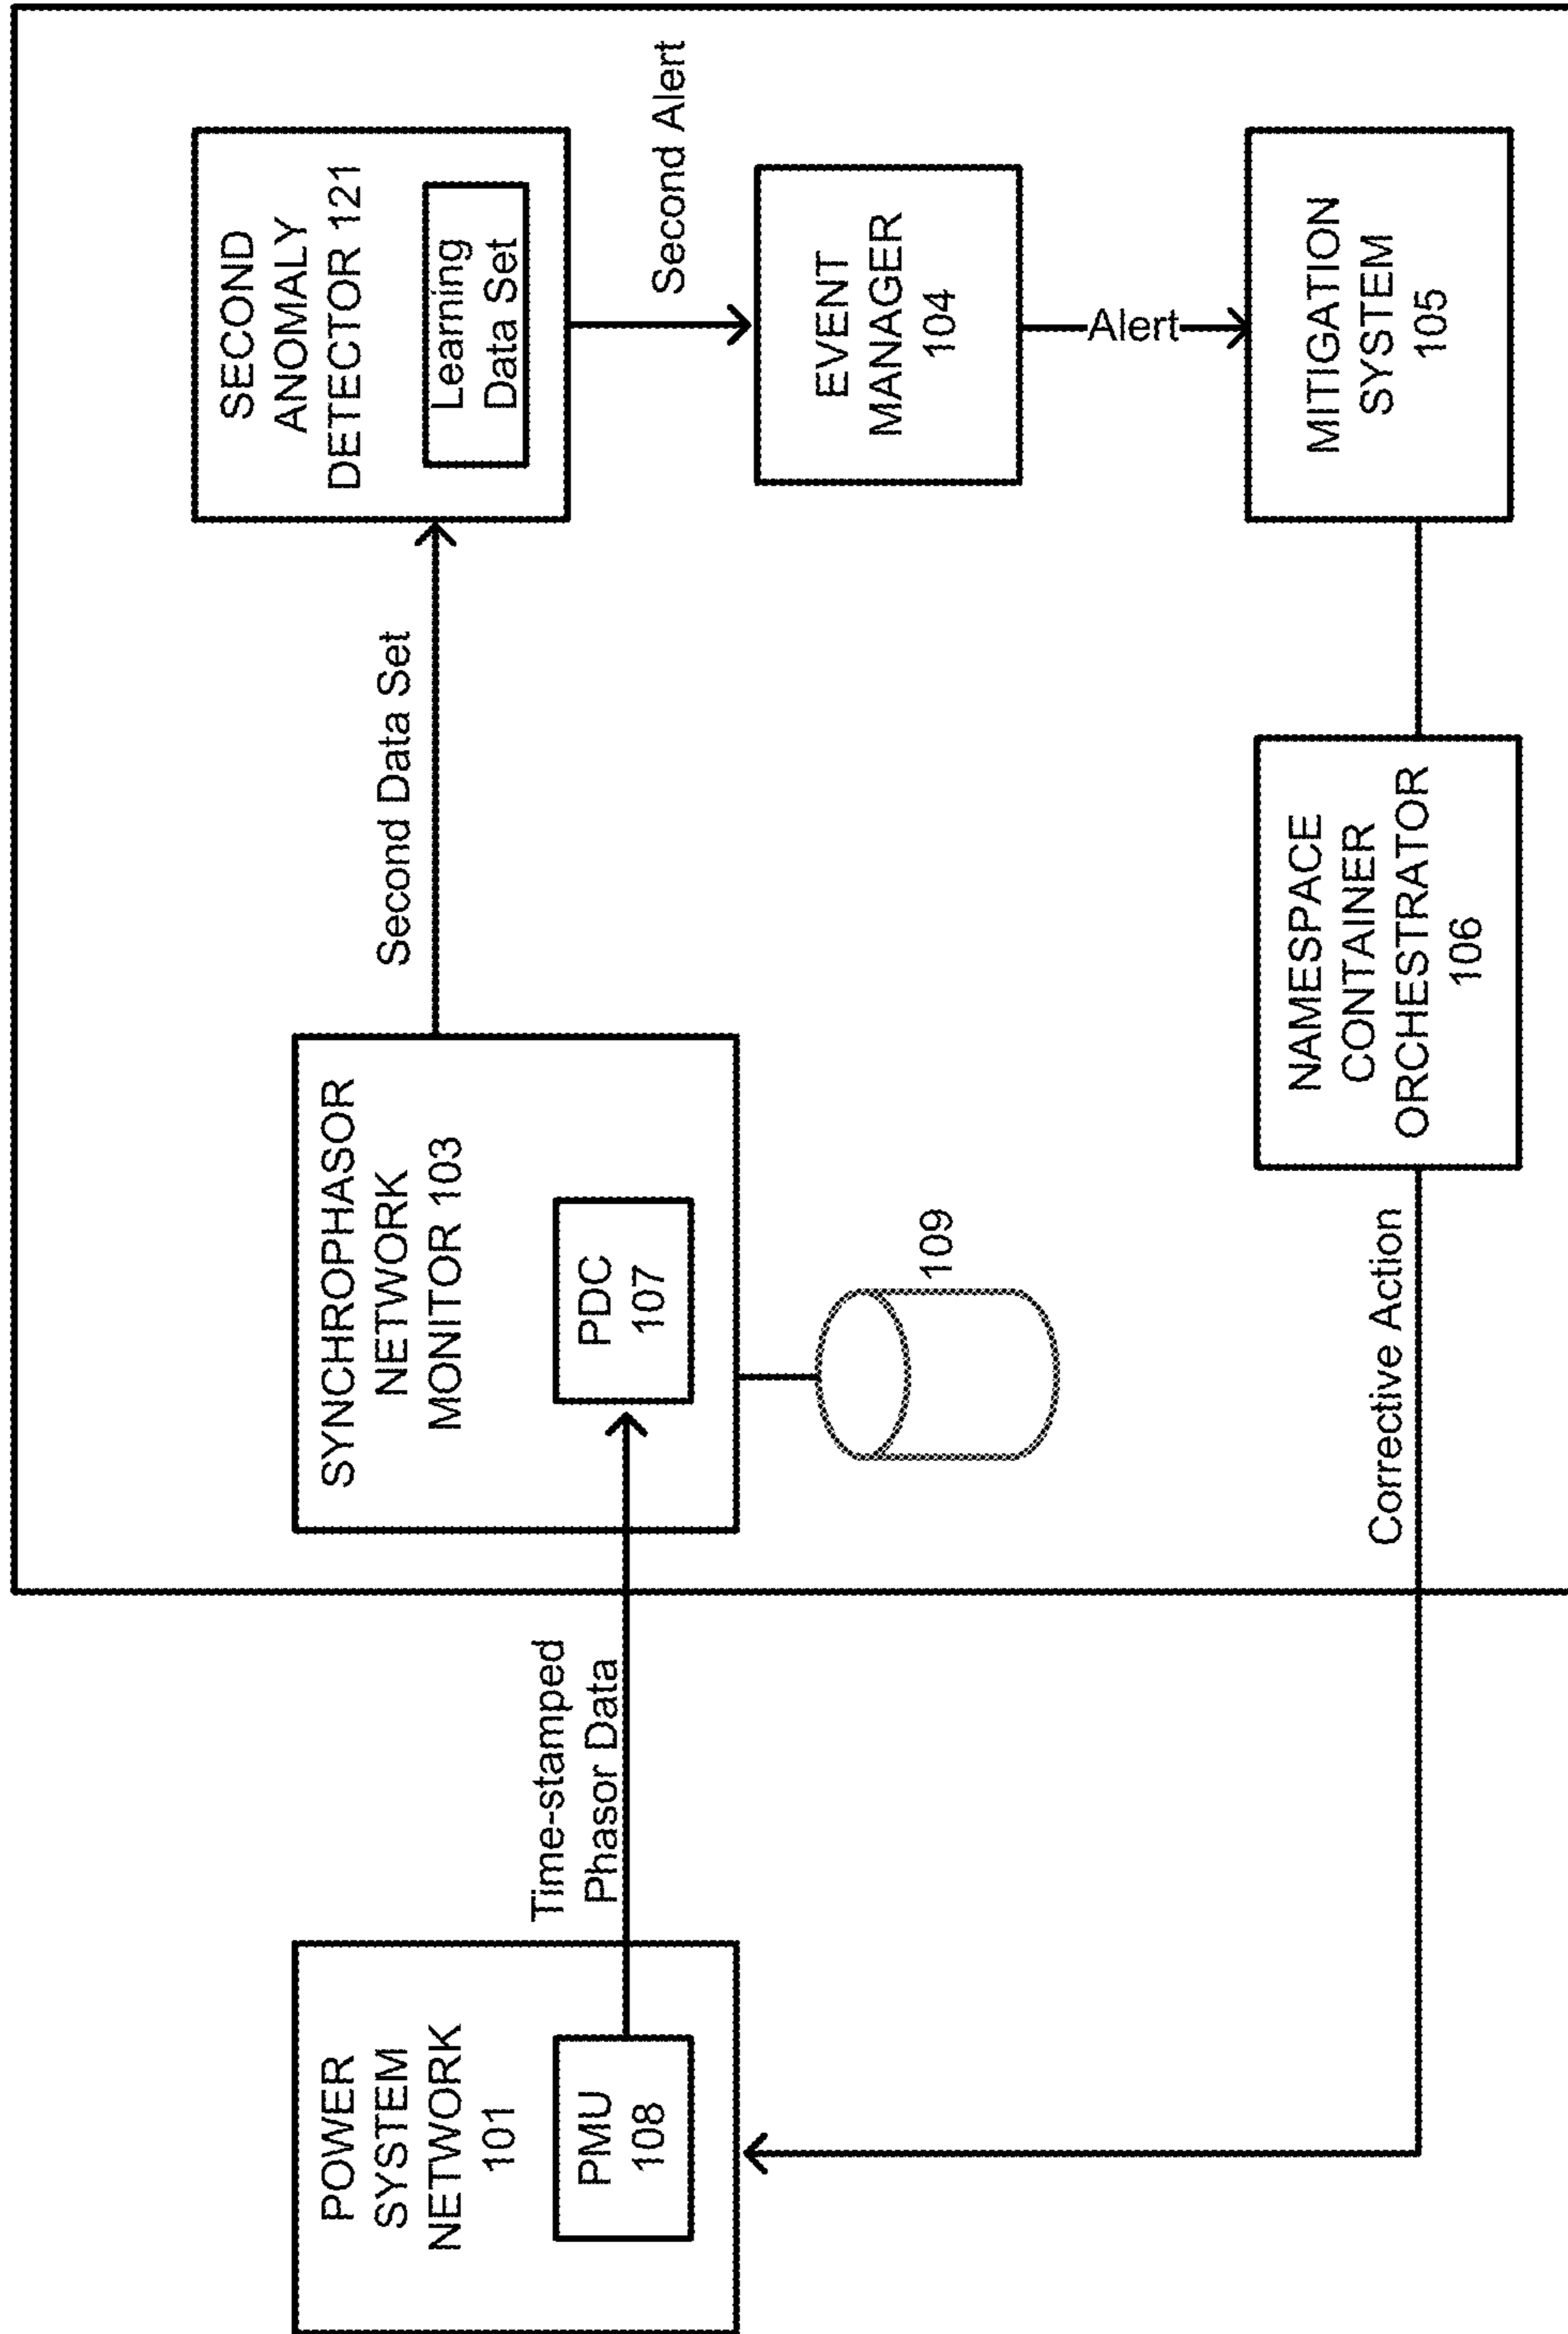 POWER
SYSTEM
NETWORK
101
PMU
108
Time-stamped
Phasor Data
SYNCHROPHASOR
NETWORK
MONITOR 103
PDC
107
109
Second Data Set
SECOND
ANOMALY
DETECTOR 121
Learning
Data Set
Second Alert
EVENT
MANAGER
104
Alert
MITIGATION
SYSTEM
105
NAMESPACE
CONTAINER
ORCHESTRATOR
106
Corrective Action